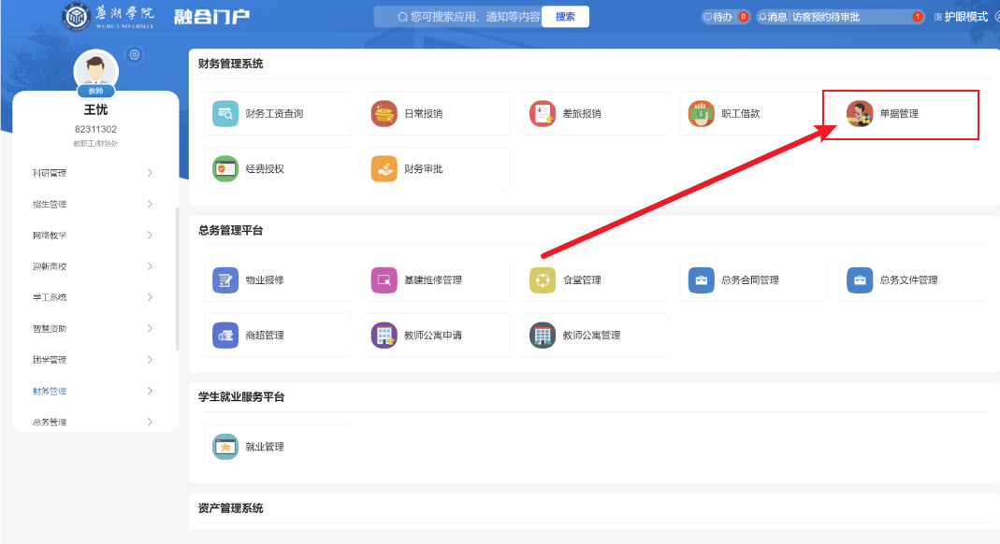 芜湖学院
WUHU UNIVERSITY
融合门户
您可搜索应用、通知等内容 搜索
待办 0 消息 访客预约待审批 1 护眼模式
教师
王忧
82311302
教职工/财务处
科研管理
招生管理
网络教学
迎新离校
学工系统
智慧资助
团学管理
财务管理
总务管理
财务管理系统
财务工资查询 日常报销 差旅报销 职工借款 单据管理
经费授权 财务审批
总务管理平台
物业报修 基建维修管理 食堂管理 总务合同管理 总务文件管理
商超管理 教师公寓申请 教师公寓管理
学生就业服务平台
就业管理
资产管理系统